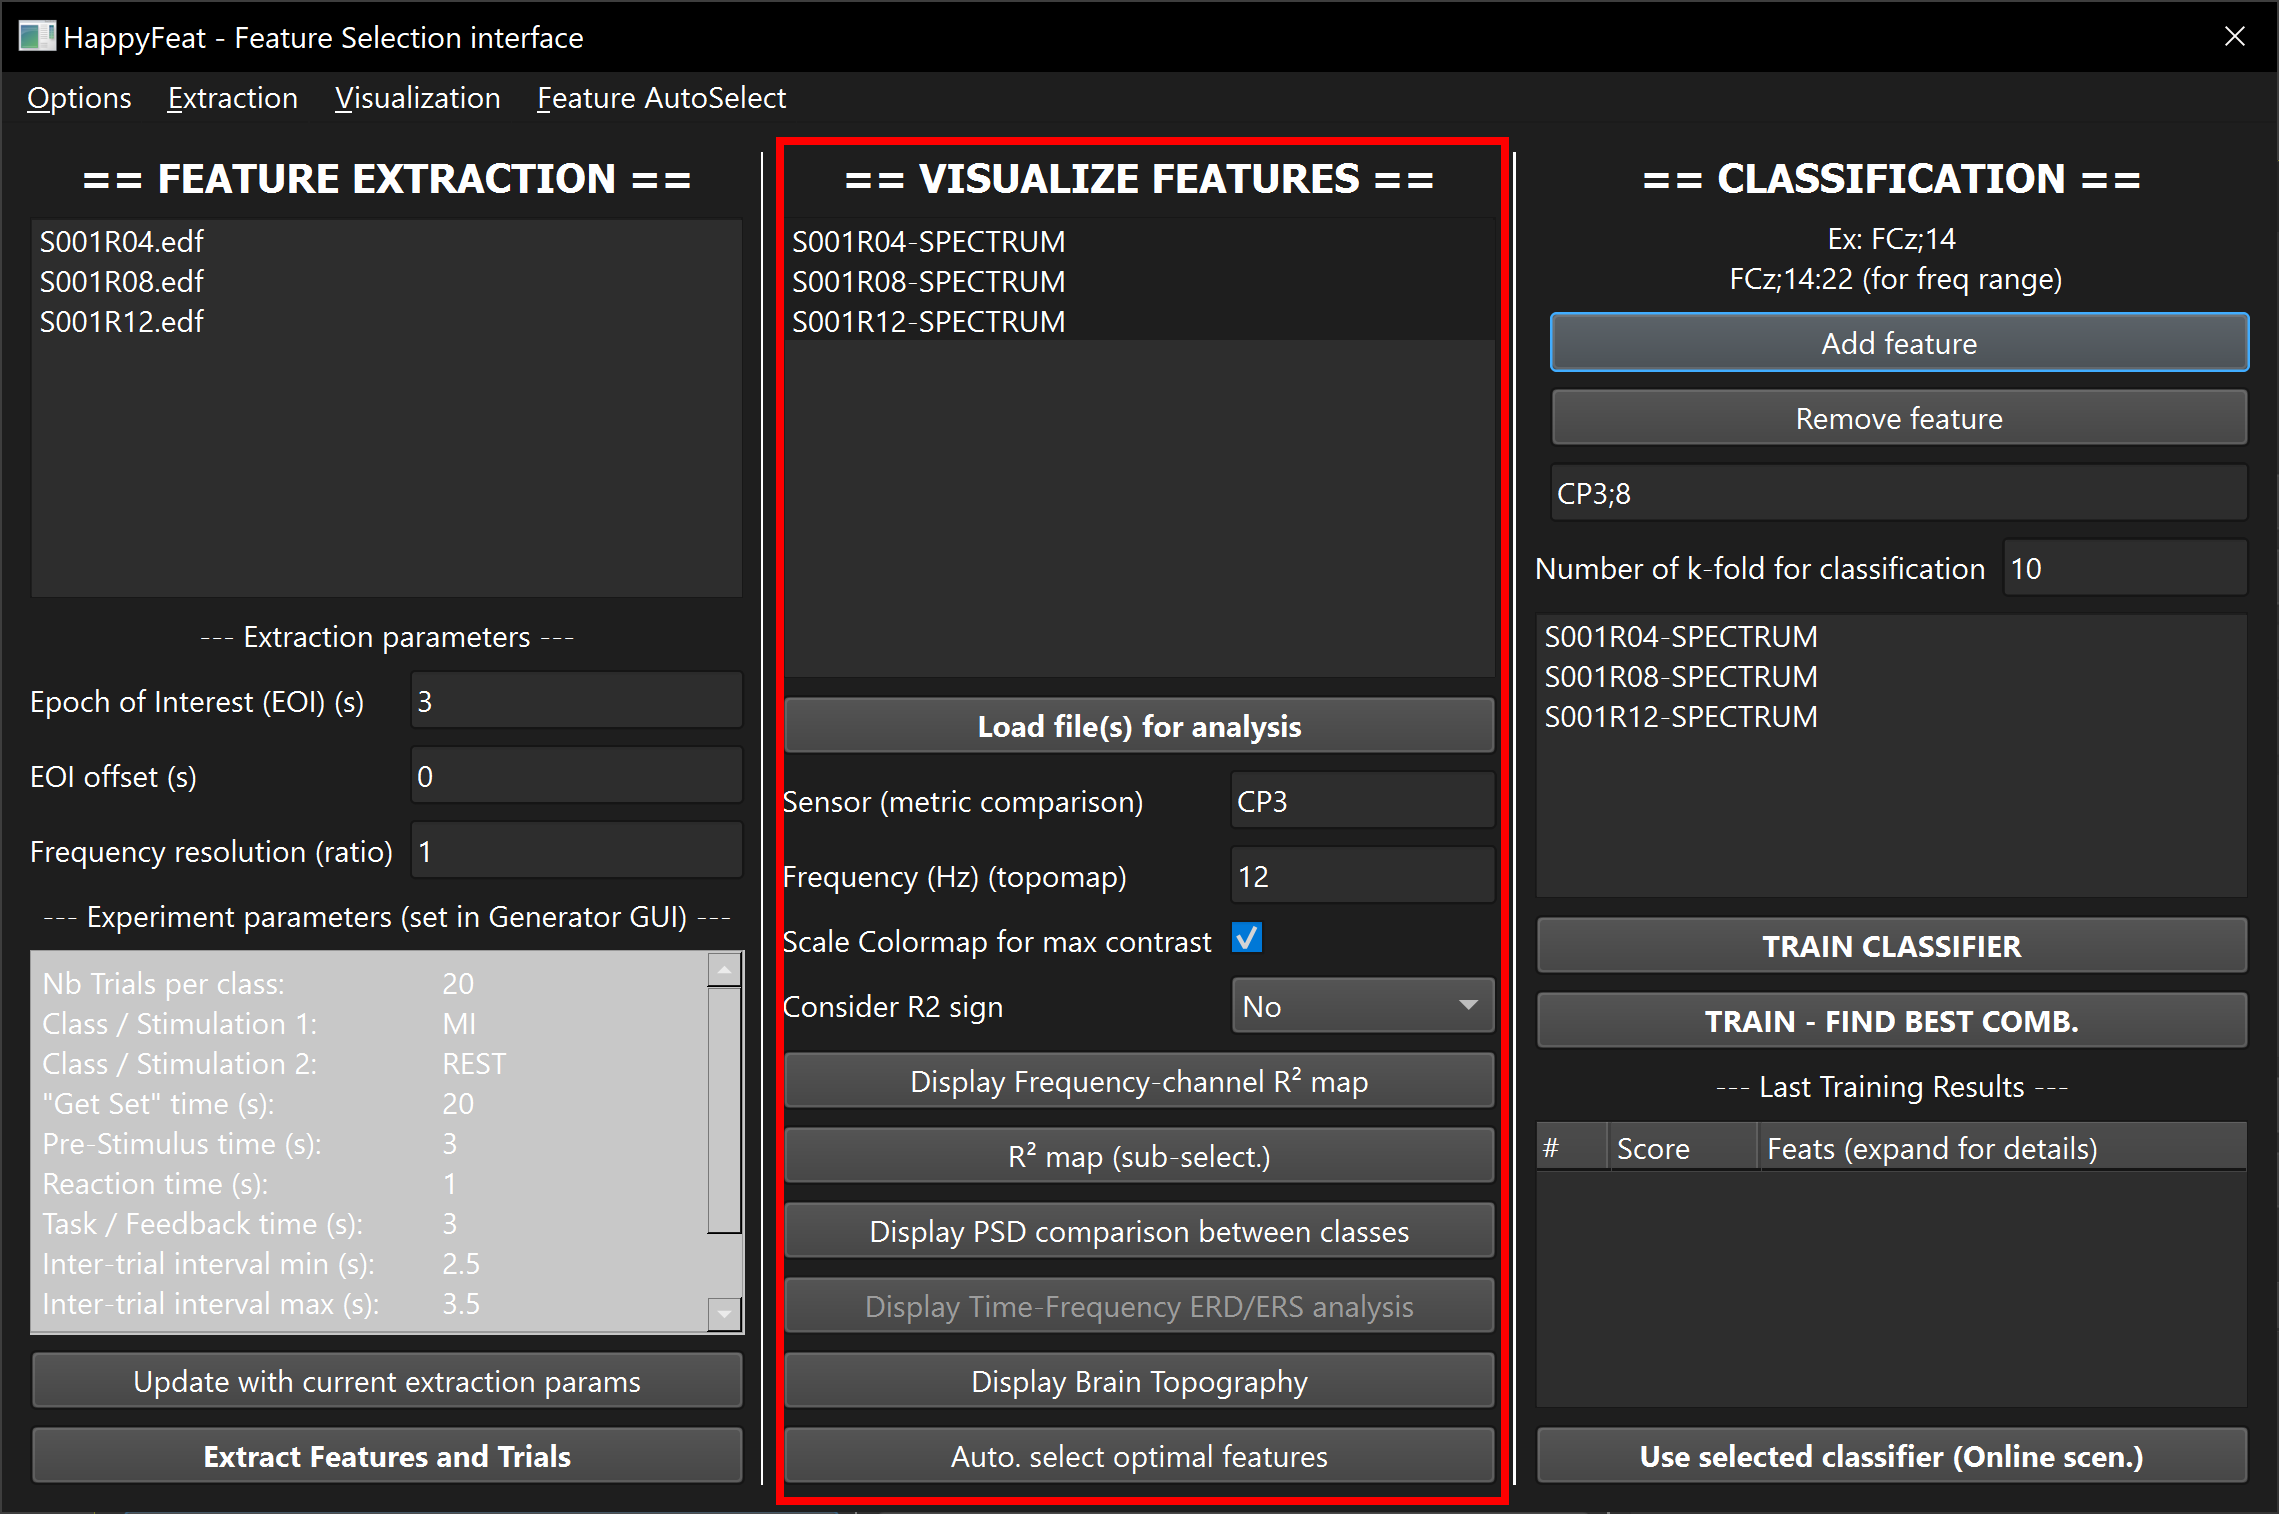 HappyFeat - Feature Selection interface
Options Extraction Visualization Feature AutoSelect
== FEATURE EXTRACTION ==
S001R04.edf
S001R08.edf
S001R12.edf
--- Extraction parameters ---
Epoch of Interest (EOI) (s) 3
EOI offset (s) 0
Frequency resolution (ratio) 1
--- Experiment parameters (set in Generator GUI) ---
Nb Trials per class: 20
Class / Stimulation 1: MI
Class / Stimulation 2: REST
"Get Set" time (s): 20
Pre-Stimulus time (s): 3
Reaction time (s): 1
Task / Feedback time (s): 3
Inter-trial interval min (s): 2.5
Inter-trial interval max (s): 3.5
Update with current extraction params
Extract Features and Trials
== VISUALIZE FEATURES ==
S001R04-SPECTRUM
S001R08-SPECTRUM
S001R12-SPECTRUM
Load file(s) for analysis
Sensor (metric comparison) CP3
Frequency (Hz) (topomap) 12
Scale Colormap for max contrast
Consider R2 sign No
Display Frequency-channel R² map
R² map (sub-select.)
Display PSD comparison between classes
Display Time-Frequency ERD/ERS analysis
Display Brain Topography
Auto. select optimal features
== CLASSIFICATION ==
Ex: FCz;14
FCz;14:22 (for freq range)
Add feature
Remove feature
CP3;8
Number of k-fold for classification 10
S001R04-SPECTRUM
S001R08-SPECTRUM
S001R12-SPECTRUM
TRAIN CLASSIFIER
TRAIN - FIND BEST COMB.
--- Last Training Results ---
# Score Feats (expand for details)
Use selected classifier (Online scen.)